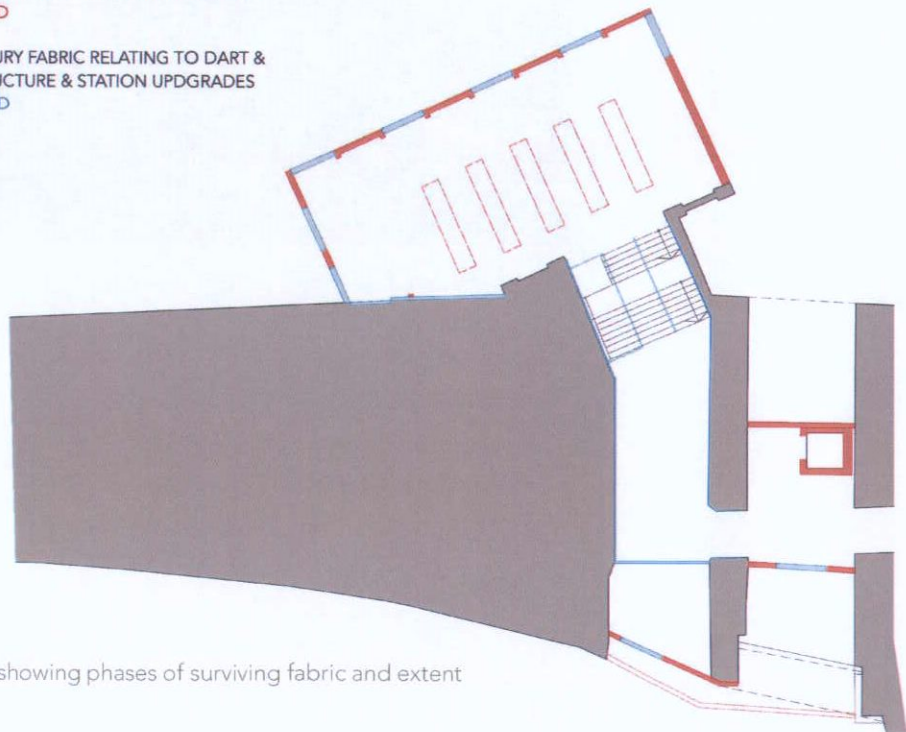 D
URY FABRIC RELATING TO DART &
UCTURE & STATION UPDGRADES
D
showing phases of surviving fabric and extent